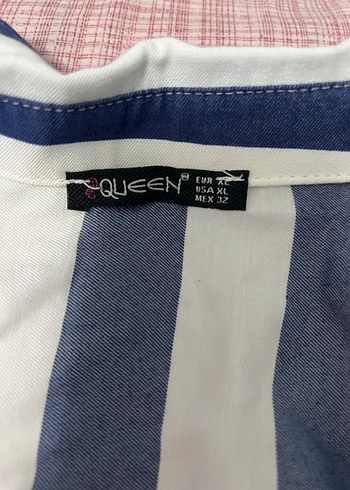 QUEEN
EUR XL
USA XL
MEX 32